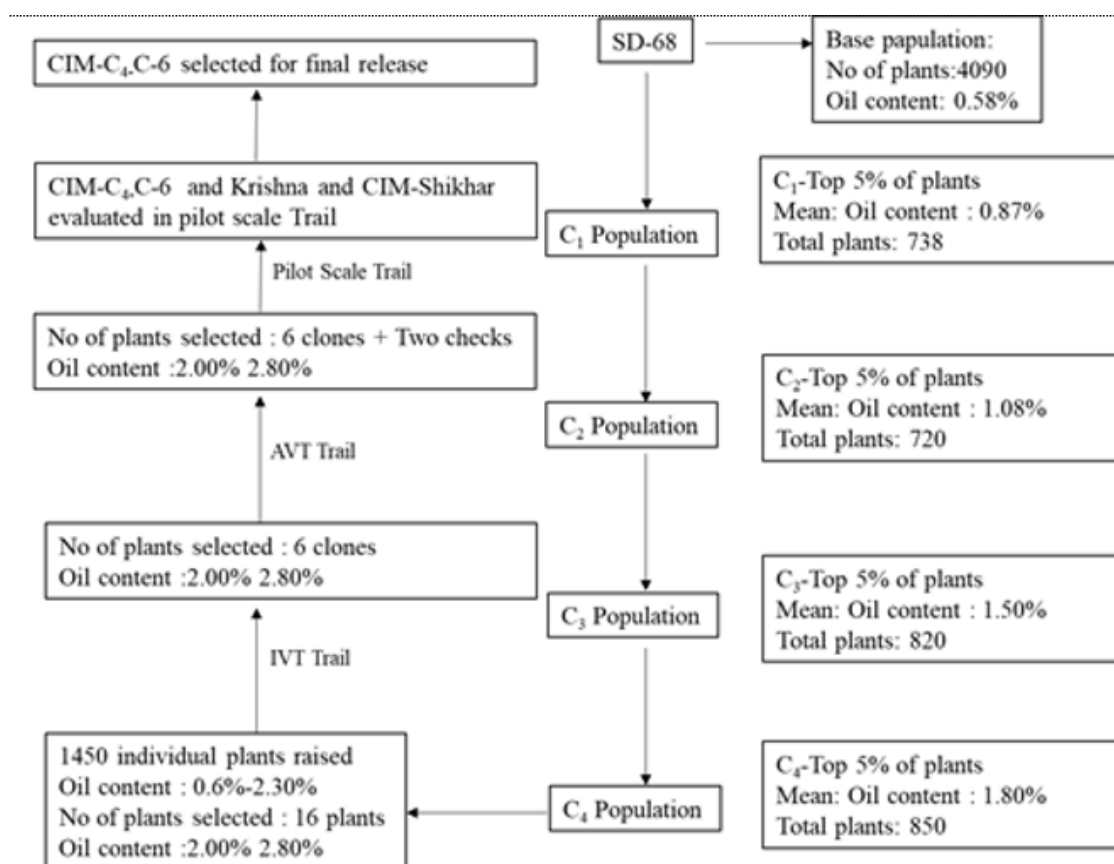 SD-68
Base papulation:
No of plants:4090
Oil content: 0.58%
C₁ Population
C₁-Top 5% of plants
Mean: Oil content : 0.87%
Total plants: 738
C₂ Population
C₂-Top 5% of plants
Mean: Oil content : 1.08%
Total plants: 720
C₃ Population
C₃-Top 5% of plants
Mean: Oil content : 1.50%
Total plants: 820
C₄ Population
C₄-Top 5% of plants
Mean: Oil content : 1.80%
Total plants: 850
1450 individual plants raised
Oil content : 0.6%-2.30%
No of plants selected : 16 plants
Oil content :2.00% 2.80%
IVT Trail
No of plants selected : 6 clones
Oil content :2.00% 2.80%
AVT Trail
No of plants selected : 6 clones + Two checks
Oil content :2.00% 2.80%
Pilot Scale Trail
CIM-C₄.C-6 and Krishna and CIM-Shikhar
evaluated in pilot scale Trail
CIM-C₄.C-6 selected for final release